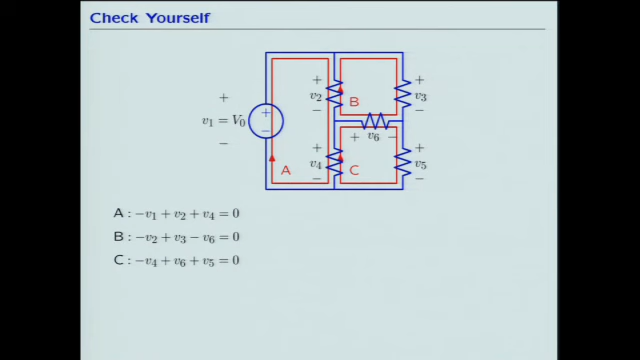 Check Yourself
+
v1 = V0
−
+
−
+
v2
−
+
v3
−
B
+ v6 −
+
v4
−
+
v5
−
A
C
A : −v1 + v2 + v4 = 0
B : −v2 + v3 − v6 = 0
C : −v4 + v6 + v5 = 0